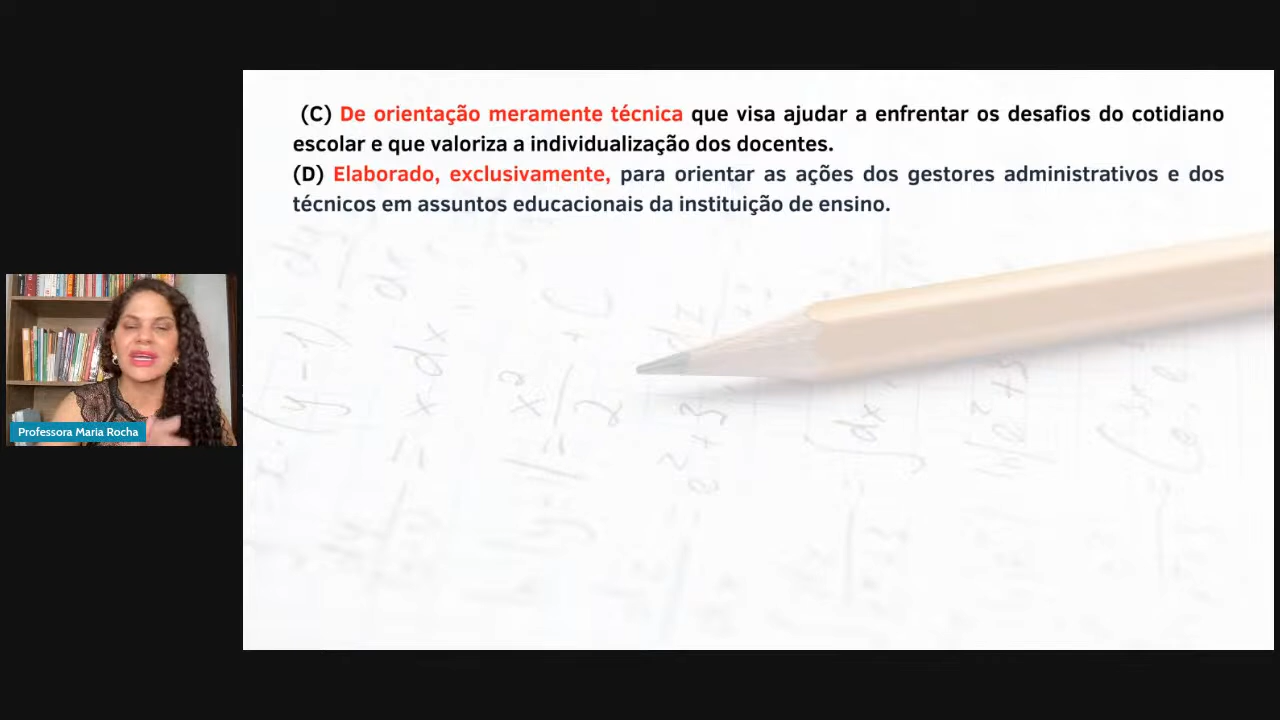 (C) De orientação meramente técnica que visa ajudar a enfrentar os desafios do cotidiano
escolar e que valoriza a individualização dos docentes.
(D) Elaborado, exclusivamente, para orientar as ações dos gestores administrativos e dos
técnicos em assuntos educacionais da instituição de ensino.
Professora Maria Rocha